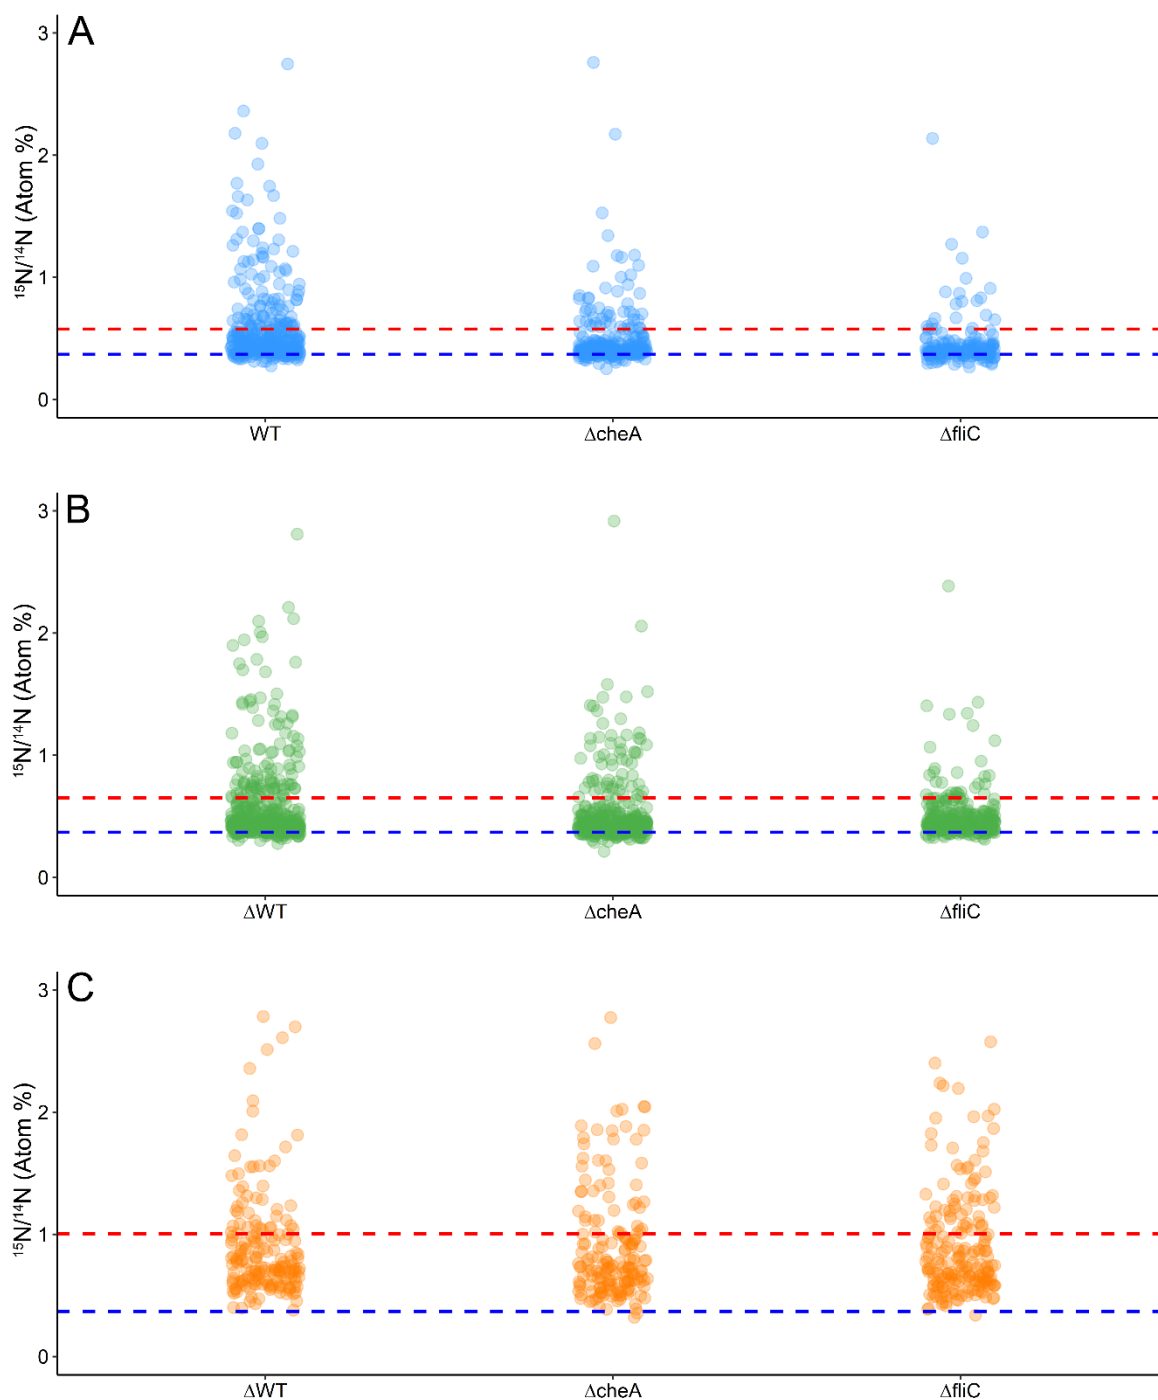 A
3
2
1
0
¹⁵N/¹⁴N (Atom %)
WT ΔcheA ΔfliC
B
3
2
1
0
¹⁵N/¹⁴N (Atom %)
ΔWT ΔcheA ΔfliC
C
3
2
1
0
¹⁵N/¹⁴N (Atom %)
ΔWT ΔcheA ΔfliC